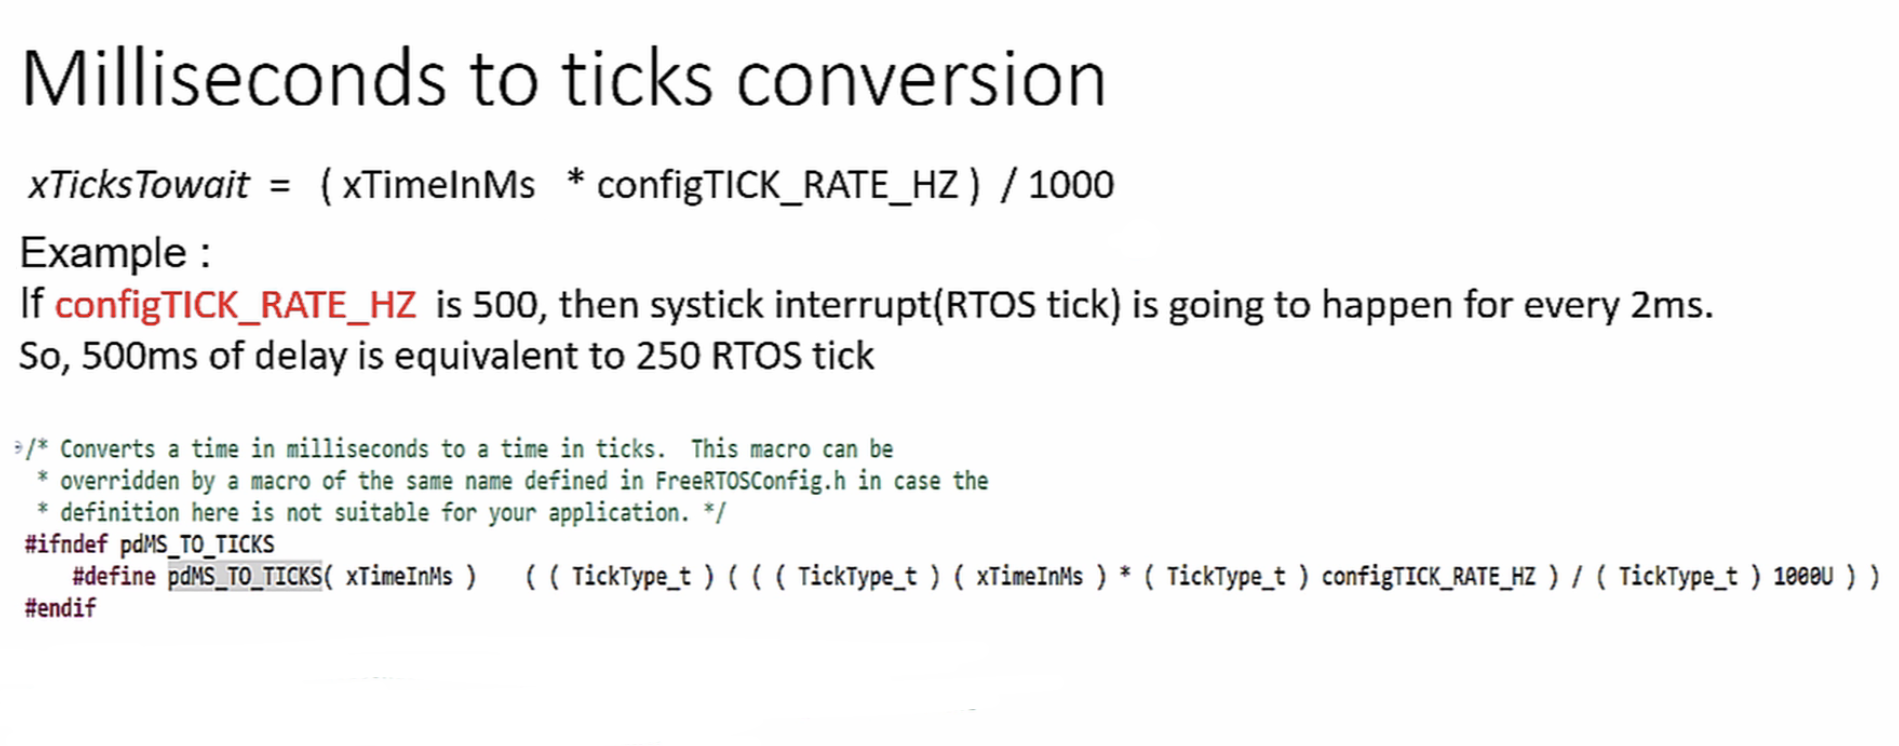 Milliseconds to ticks conversion
xTicksTowait = ( xTimeInMs * configTICK_RATE_HZ ) / 1000
Example :
If configTICK_RATE_HZ is 500, then systick interrupt(RTOS tick) is going to happen for every 2ms.
So, 500ms of delay is equivalent to 250 RTOS tick
/* Converts a time in milliseconds to a time in ticks. This macro can be
* overridden by a macro of the same name defined in FreeRTOSConfig.h in case the
* definition here is not suitable for your application. */
#ifndef pdMS_TO_TICKS
#define pdMS_TO_TICKS( xTimeInMs ) ( ( TickType_t ) ( ( ( TickType_t ) ( xTimeInMs ) * ( TickType_t ) configTICK_RATE_HZ ) / ( TickType_t ) 1000U ) )
#endif